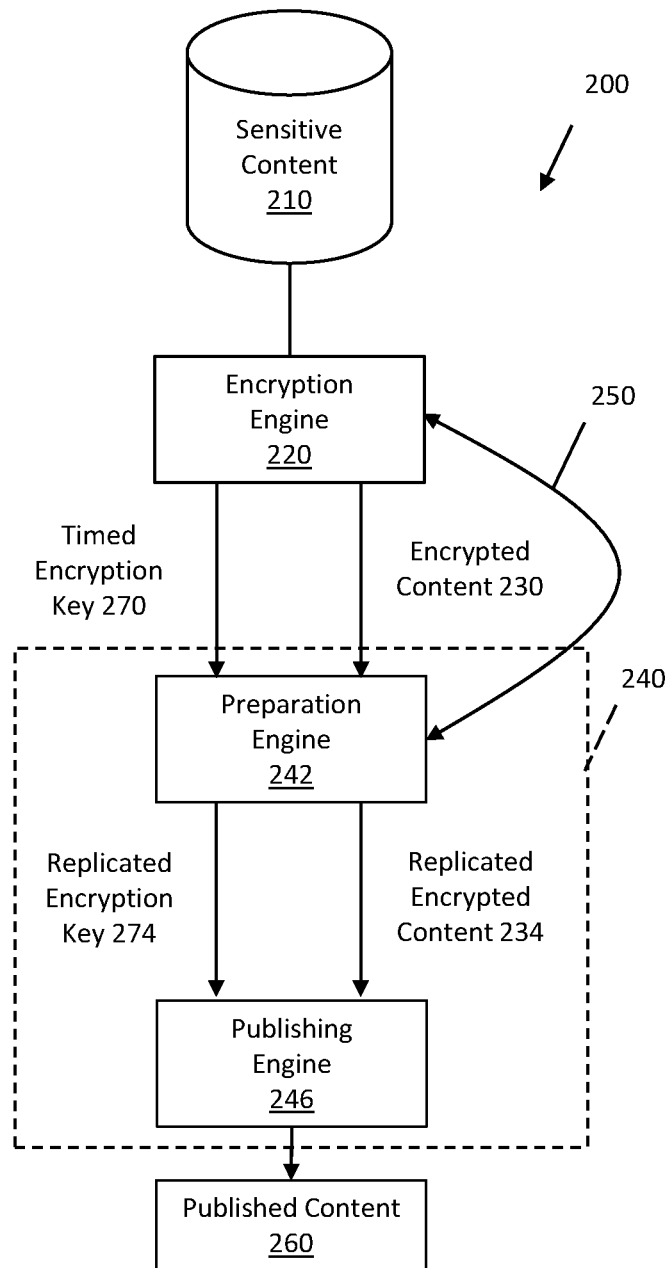 200
Sensitive
Content
210
Encryption
Engine
220
250
Timed
Encryption
Key 270
Encrypted
Content 230
240
Preparation
Engine
242
Replicated
Encryption
Key 274
Replicated
Encrypted
Content 234
Publishing
Engine
246
Published Content
260